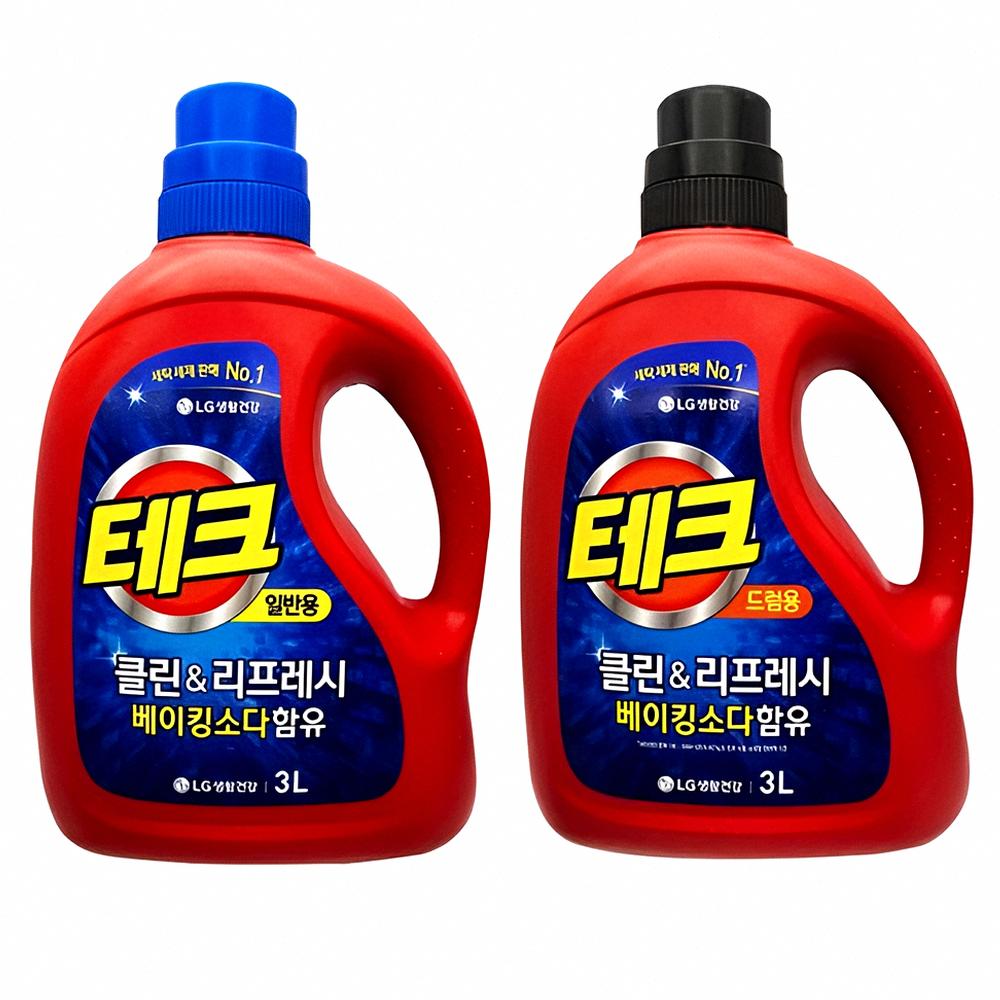 No.1
LG생활건강
테크
일반용
클린&리프레시
베이킹소다함유
LG생활건강 | 3L
No.1
LG생활건강
테크
드럼용
클린&리프레시
베이킹소다함유
LG생활건강 | 3L